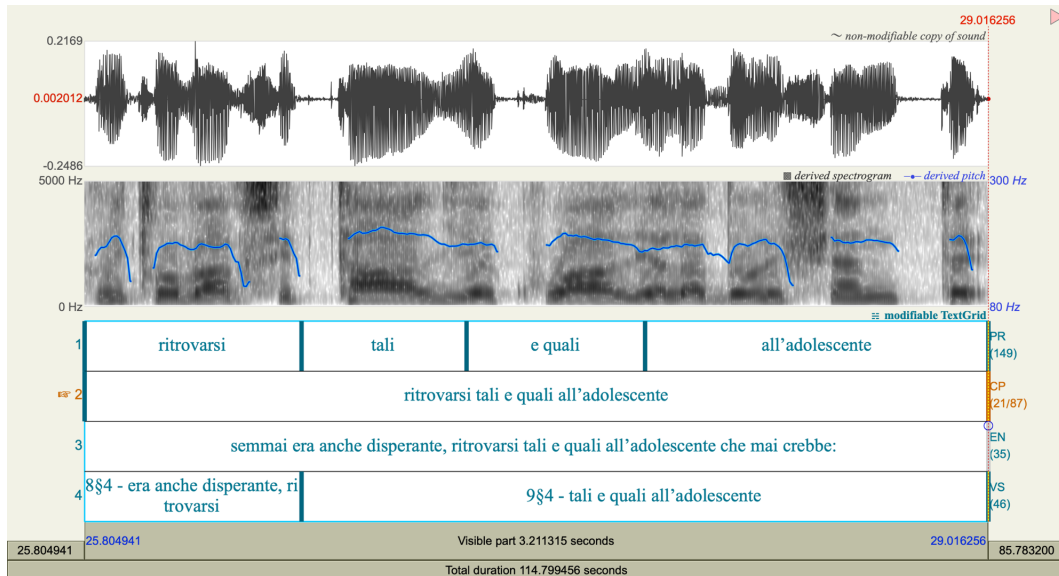 29.016256
0.2169
~ non-modifiable copy of sound
0.002012
-0.2486
5000 Hz
derived spectrogram
derived pitch
300 Hz
0 Hz
80 Hz
modifiable TextGrid
1
ritrovarsi
tali
e quali
all’adolescente
PR
(149)
2
ritrovarsi tali e quali all’adolescente
CP
(21/87)
3
semmai era anche disperante, ritrovarsi tali e quali all’adolescente che mai crebbe:
EN
(35)
4
8§4 - era anche disperante, ri
trovarsi
9§4 - tali e quali all’adolescente
VS
(46)
25.804941
25.804941
Visible part 3.211315 seconds
29.016256
85.783200
Total duration 114.799456 seconds